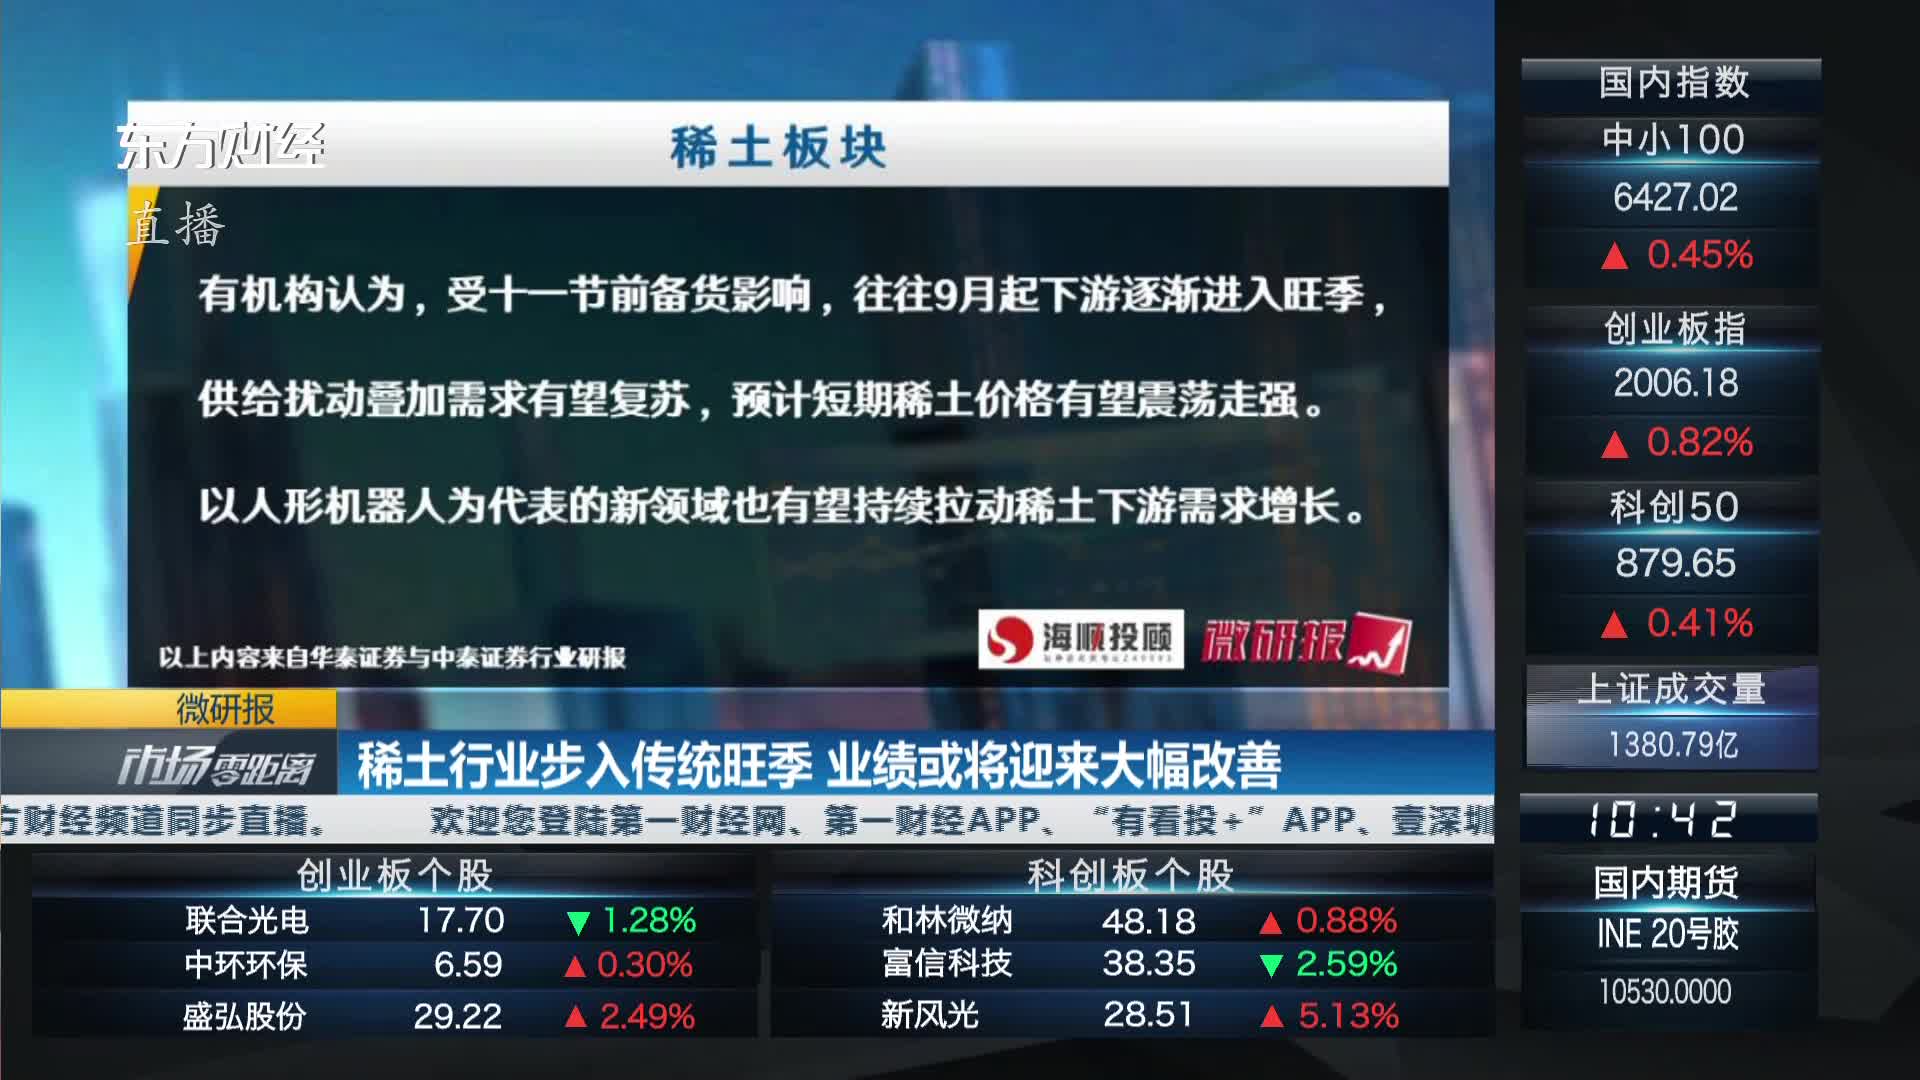 东方财经
直播
稀土板块
有机构认为，受十一节前备货影响，往往9月起下游逐渐进入旺季，
供给扰动叠加需求有望复苏，预计短期稀土价格有望震荡走强。
以人形机器人为代表的新领域也有望持续拉动稀土下游需求增长。
以上内容来自华泰证券与中泰证券行业研报
海顺投顾
微研报
微研报
市场零距离
稀土行业步入传统旺季 业绩或将迎来大幅改善
方财经频道同步直播。 欢迎您登陆第一财经网、第一财经APP、“有看投+”APP、壹深圳
创业板个股
联合光电 17.70 ▼1.28%
中环环保 6.59 ▲0.30%
盛弘股份 29.22 ▲2.49%
科创板个股
和林微纳 48.18 ▲0.88%
富信科技 38.35 ▼2.59%
新风光 28.51 ▲5.13%
国内指数
中小100
6427.02
▲ 0.45%
创业板指
2006.18
▲ 0.82%
科创50
879.65
▲ 0.41%
上证成交量
1380.79亿
10:42
国内期货
INE 20号胶
10530.0000